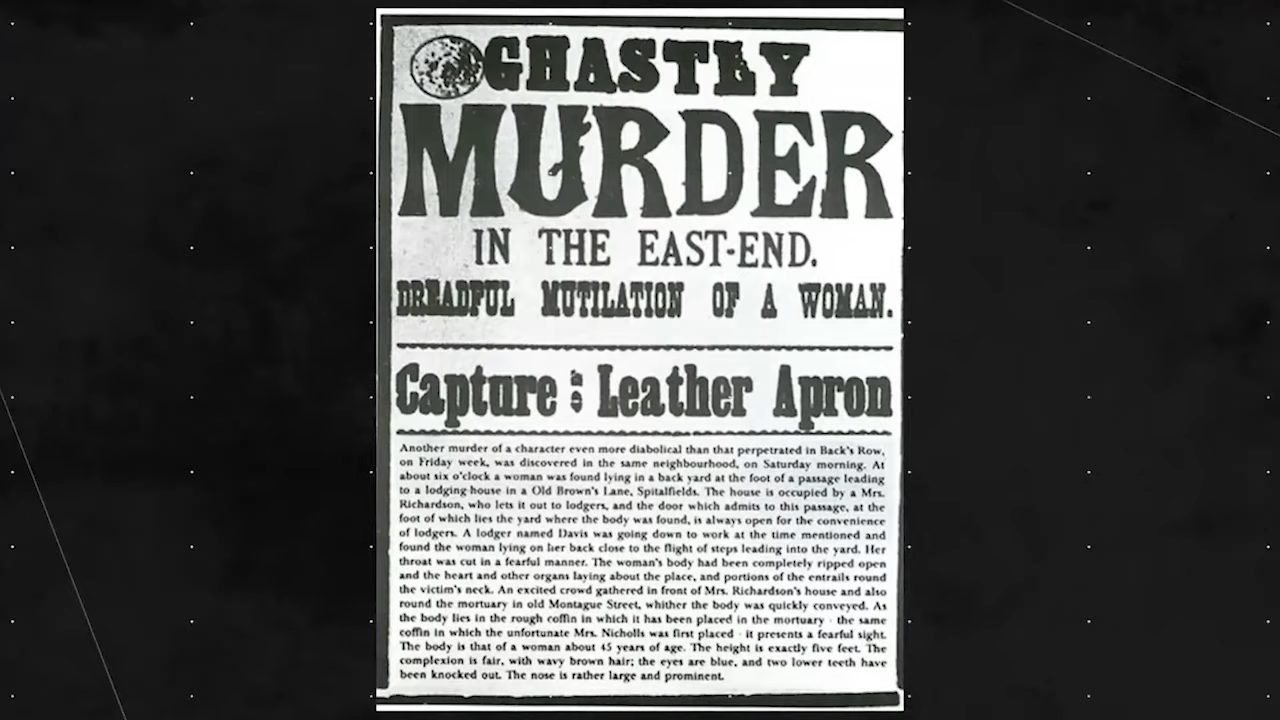 GHASTLY
MURDER
IN THE EAST-END.
DREADFUL MUTILATION OF A WOMAN.
Capture : Leather Apron
Another murder of a character even more diabolical than that perpetrated in Back's Row,
on Friday week, was discovered in the same neighbourhood, on Saturday morning. At
about six o'clock a woman was found lying in a back yard at the foot of a passage leading
to a lodging-house in a Old Brown's Lane, Spitalfields. The house is occupied by a Mrs.
Richardson, who lets it out to lodgers, and the door which admits to this passage, at the
foot of which lies the yard where the body was found, is always open for the convenience
of lodgers. A lodger named Davis was going down to work at the time mentioned and
found the woman lying on her back close to the flight of steps leading into the yard. Her
throat was cut in a fearful manner. The woman's body had been completely ripped open
and the heart and other organs laying about the place, and portions of the entrails round
the victim's neck. An excited crowd gathered in front of Mrs. Richardson's house and also
round the mortuary in old Montague Street, whither the body was quickly conveyed. As
the body lies in the rough coffin in which it has been placed in the mortuary - the same
coffin in which the unfortunate Mrs. Nicholls was first placed - it presents a fearful sight.
The body is that of a woman about 45 years of age. The height is exactly five feet. The
complexion is fair, with wavy brown hair; the eyes are blue, and two lower teeth have
been knocked out. The nose is rather large and prominent.